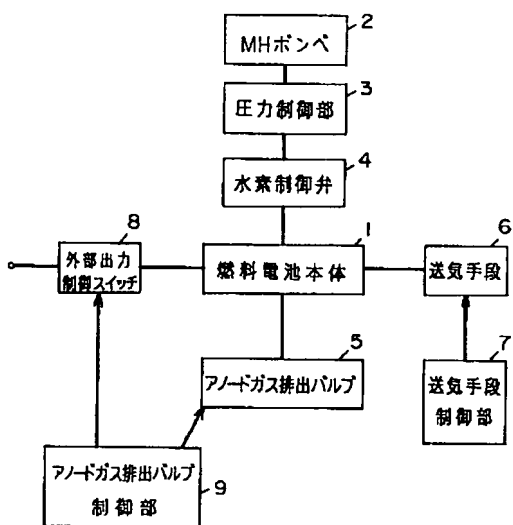 2
MHボンベ
3
圧力制御部
4
水素制御弁
8
外部出力
制御スイッチ
1
燃料電池本体
6
送気手段
5
アノードガス排出バルブ
7
送気手段
制御部
アノードガス排出バルブ
制御部
9